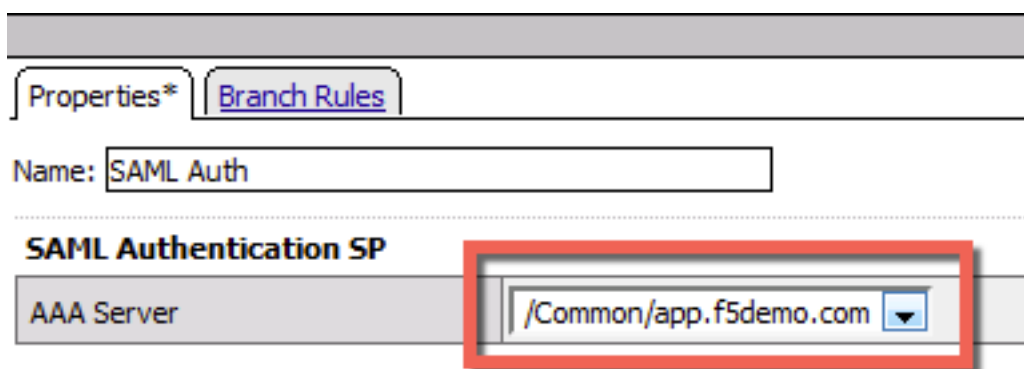 Properties* Branch Rules
Name: SAML Auth
SAML Authentication SP
AAA Server /Common/app.f5demo.com